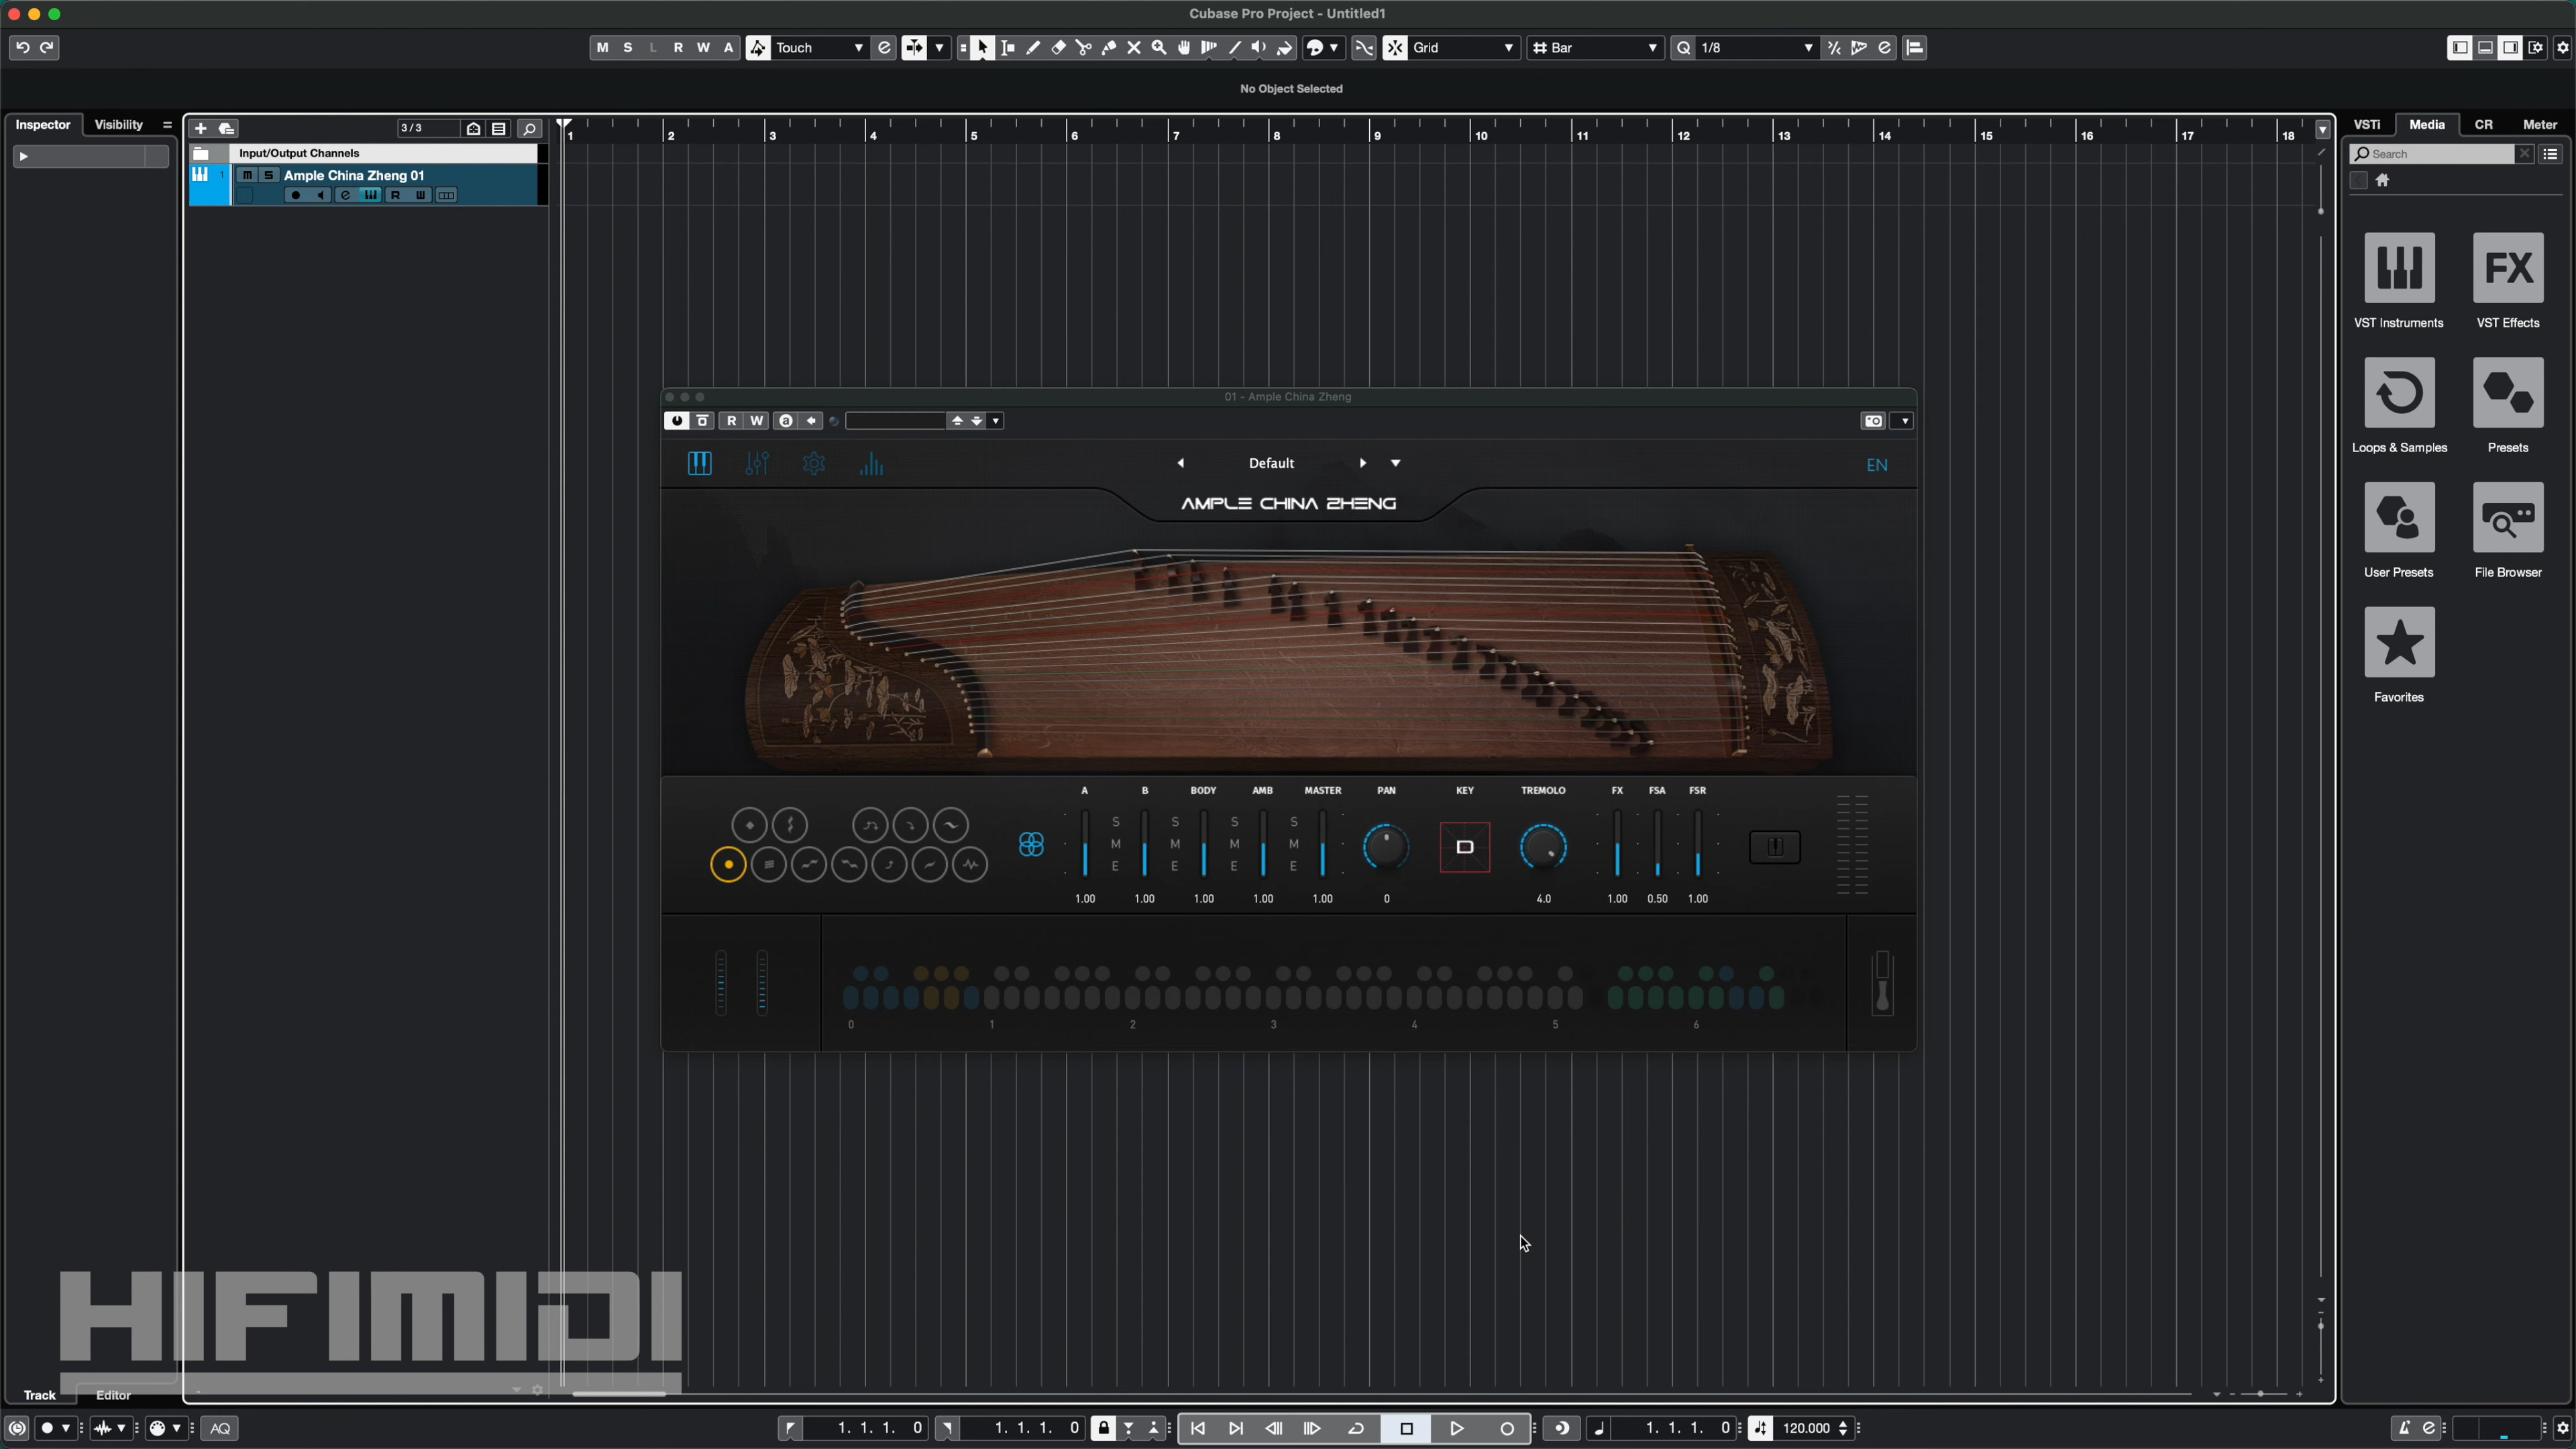 Cubase Pro Project - Untitled1
M S L R W A
Touch
Grid
Bar
Q 1/8
No Object Selected
Inspector
Visibility
3/3
1 2 3 4 5 6 7 8 9 10 11 12 13 14 15 16 17 18
VSTi
Media
CR
Meter
Search
Input/Output Channels
1
m S Ample China Zheng 01
e R W
FX
VST Instruments
VST Effects
Loops & Samples
Presets
User Presets
File Browser
Favorites
01 - Ample China Zheng
R W a
Default
EN
AMPLE CHINA ZHENG
A B BODY AMB MASTER PAN KEY TREMOLO FX FSA FSR
S S S S
M M M M
D
E E E E
1.00 1.00 1.00 1.00 1.00 0 4.0 1.00 0.50 1.00
0 1 2 3 4 5 6
HIFIMIDI
Track
Editor
AQ
1. 1. 1. 0
1. 1. 1. 0
1. 1. 1. 0
120.000